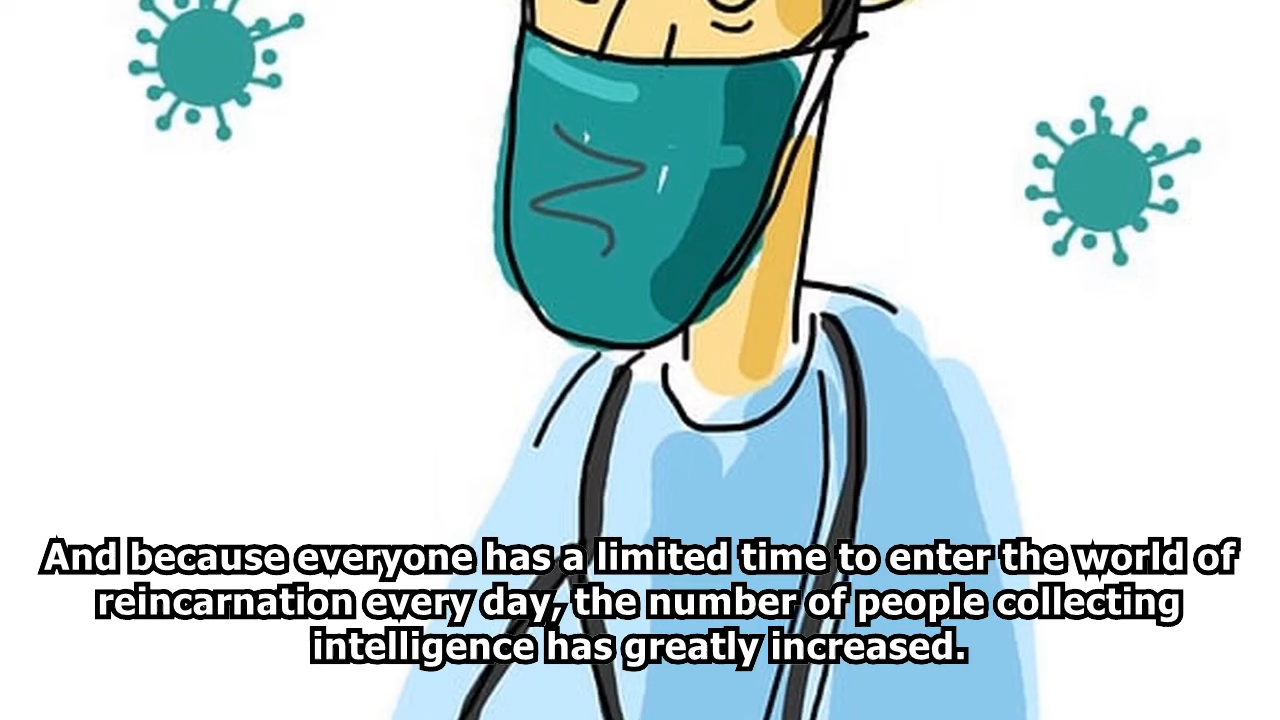 And because everyone has a limited time to enter the world of
reincarnation every day, the number of people collecting
intelligence has greatly increased.